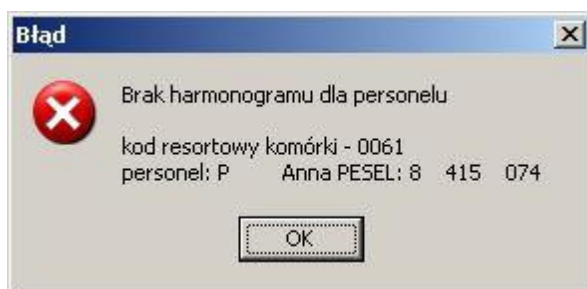 Błąd
Brak harmonogramu dla personelu
kod resortowy komórki - 0061
personel: P Anna PESEL: 8 415 074
OK